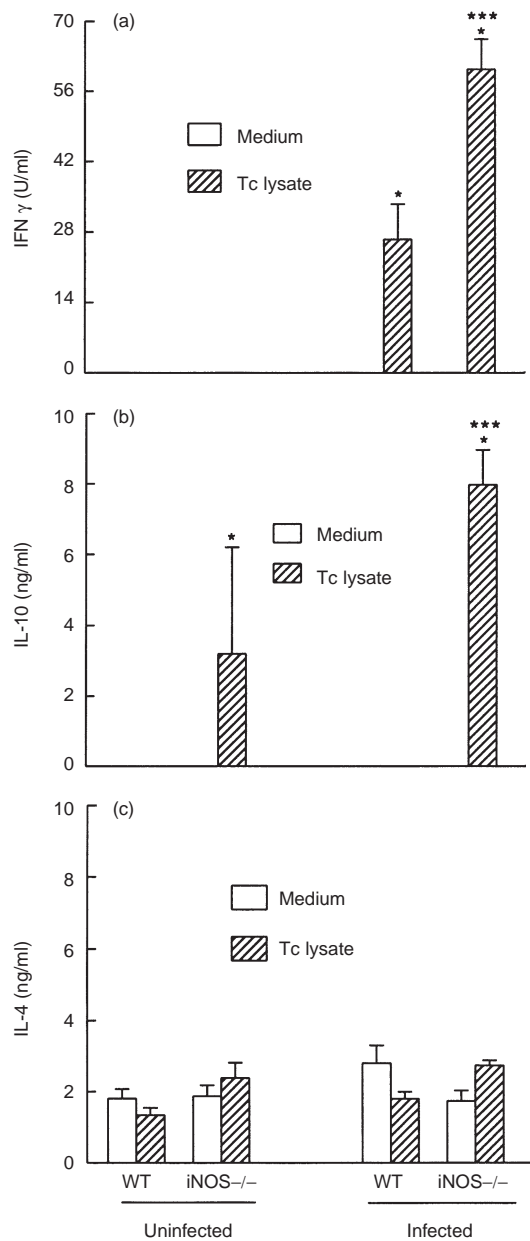 (a)
70
56
42
28
14
0
IFN γ (U/ml)
Medium
Tc lysate
*
***
*
(b)
10
8
6
4
2
0
IL-10 (ng/ml)
Medium
Tc lysate
*
***
*
(c)
10
8
6
4
2
0
IL-4 (ng/ml)
Medium
Tc lysate
WT iNOS–/– WT iNOS–/–
Uninfected Infected